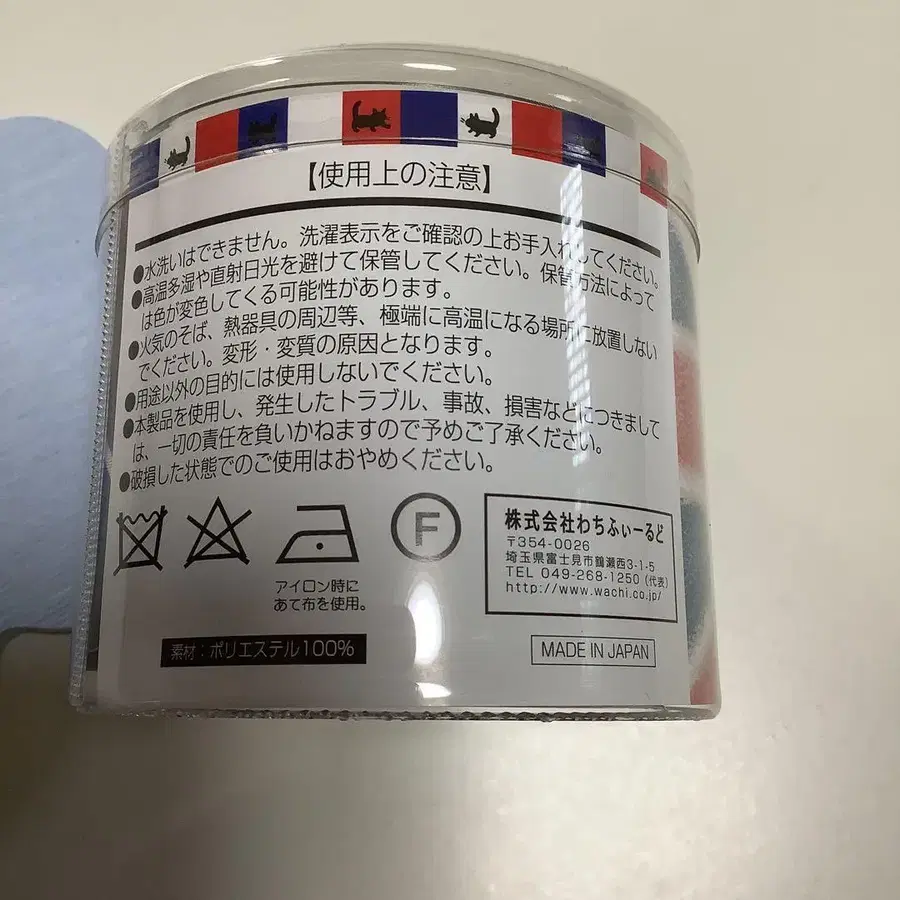 【使用上の注意】
●水洗いはできません。洗濯表示をご確認の上お手入れしてください。
●高温多湿や直射日光を避けて保管してください。保管方法によって
は色が変色してくる可能性があります。
●火気のそば、熱器具の周辺等、極端に高温になる場所に放置しない
でください。変形・変質の原因となります。
●用途以外の目的には使用しないでください。
●本製品を使用し、発生したトラブル、事故、損害などにつきまして
は、一切の責任を負いかねますので予めご了承ください。
●破損した状態でのご使用はおやめください。
F
アイロン時に
あて布を使用。
株式会社わちふぃーるど
〒354-0026
埼玉県富士見市鶴瀬西3-1-5
TEL 049-268-1250（代表）
http://www.wachi.co.jp/
素材：ポリエステル100%
MADE IN JAPAN